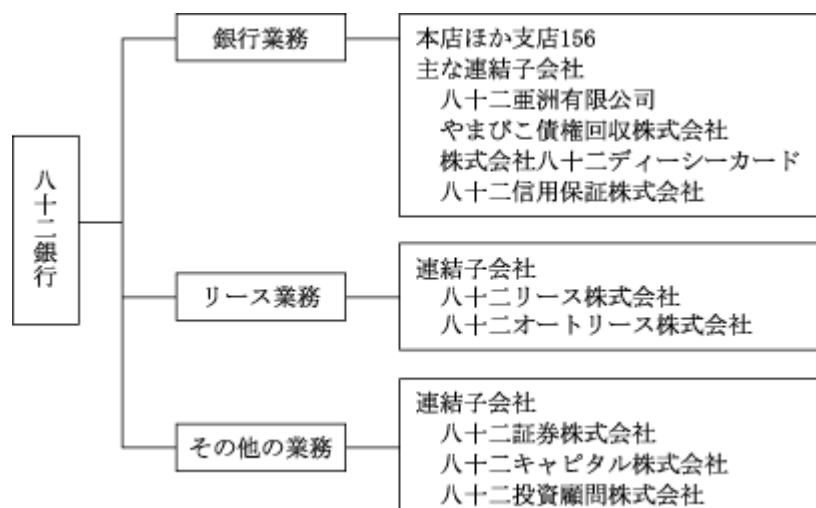 八十二銀行
銀行業務
本店ほか支店156
主な連結子会社
八十二亜洲有限公司
やまびこ債権回収株式会社
株式会社八十二ディーシーカード
八十二信用保証株式会社
リース業務
連結子会社
八十二リース株式会社
八十二オートリース株式会社
その他の業務
連結子会社
八十二証券株式会社
八十二キャピタル株式会社
八十二投資顧問株式会社